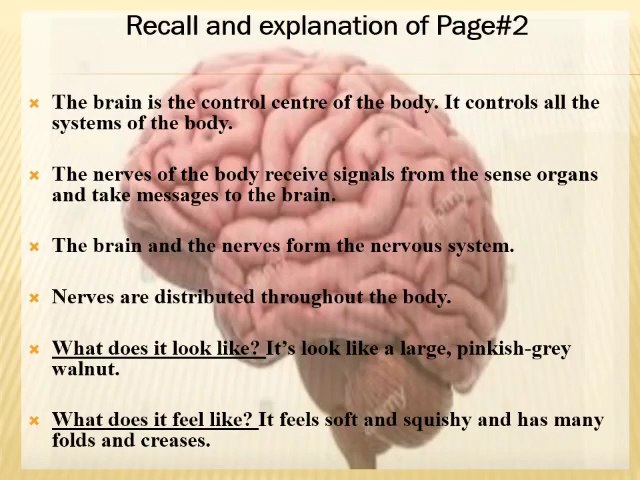 Recall and explanation of Page#2
The brain is the control centre of the body. It controls all the
systems of the body.
The nerves of the body receive signals from the sense organs
and take messages to the brain.
The brain and the nerves form the nervous system.
Nerves are distributed throughout the body.
What does it look like? It's look like a large, pinkish-grey
walnut.
What does it feel like? It feels soft and squishy and has many
folds and creases.
alamy
alamy
alamy